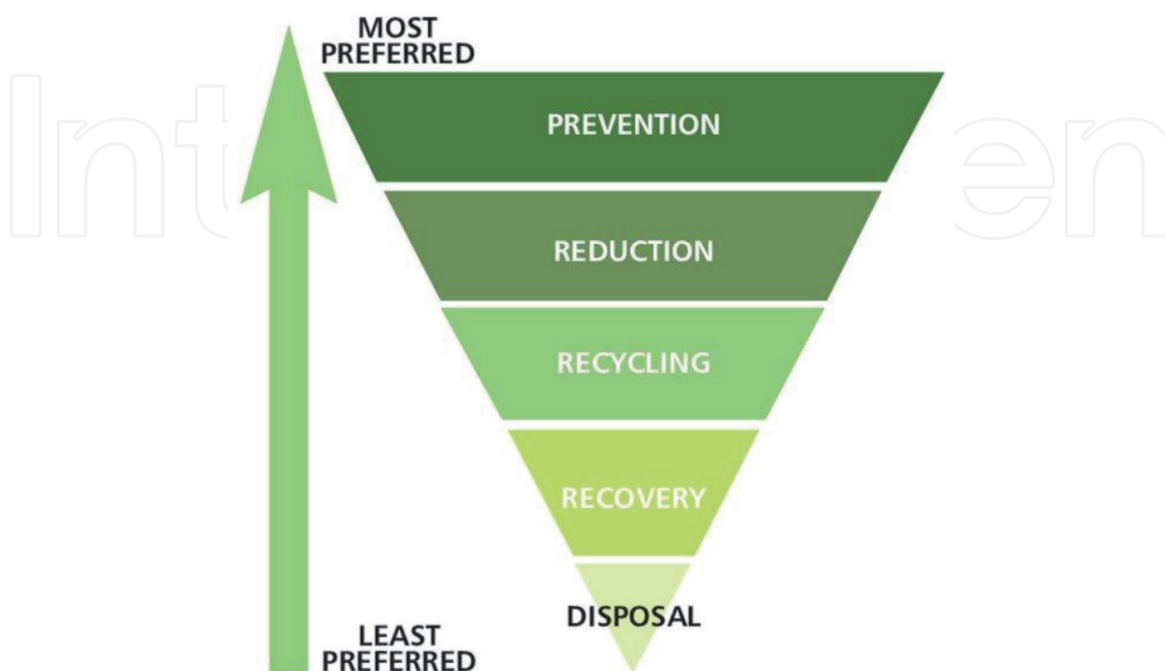 MOST
PREFERRED
PREVENTION
REDUCTION
RECYCLING
RECOVERY
DISPOSAL
LEAST
PREFERRED